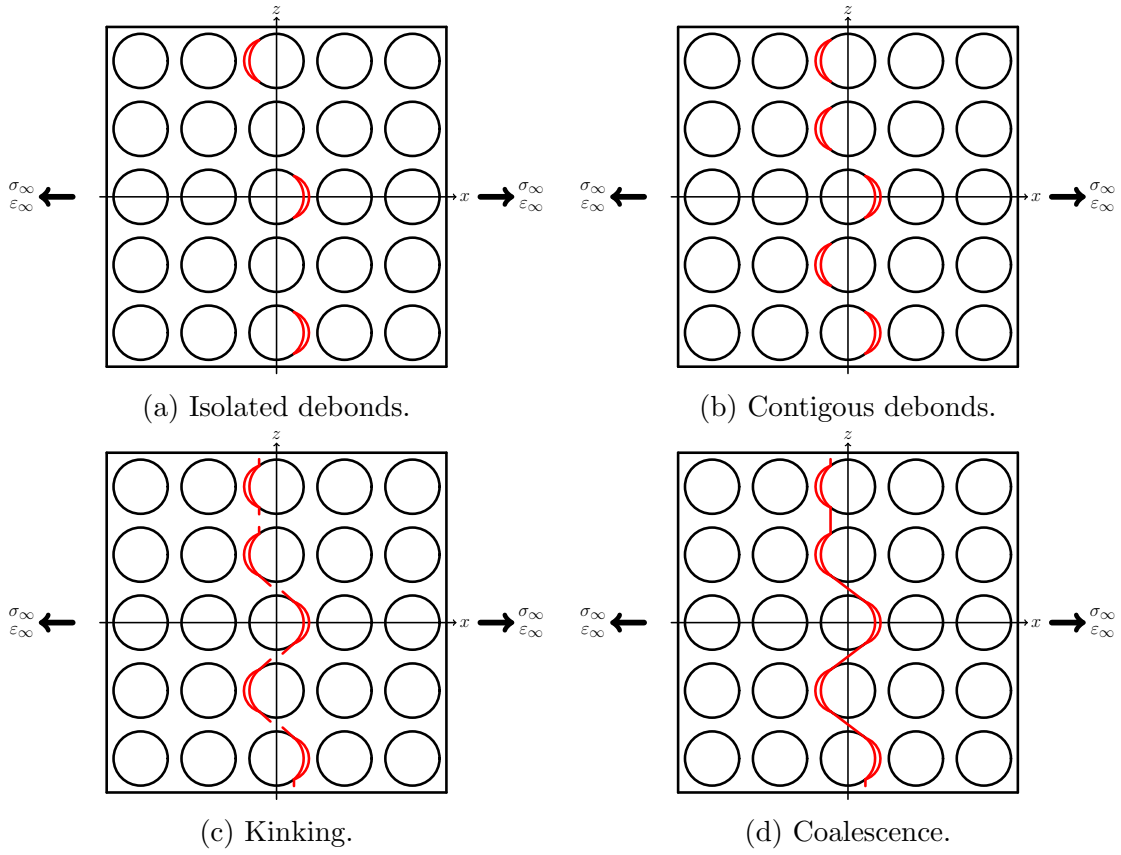 z
σ∞
ε∞
x
σ∞
ε∞
(a) Isolated debonds.
z
σ∞
ε∞
x
σ∞
ε∞
(b) Contigous debonds.
z
σ∞
ε∞
x
σ∞
ε∞
(c) Kinking.
z
σ∞
ε∞
x
σ∞
ε∞
(d) Coalescence.